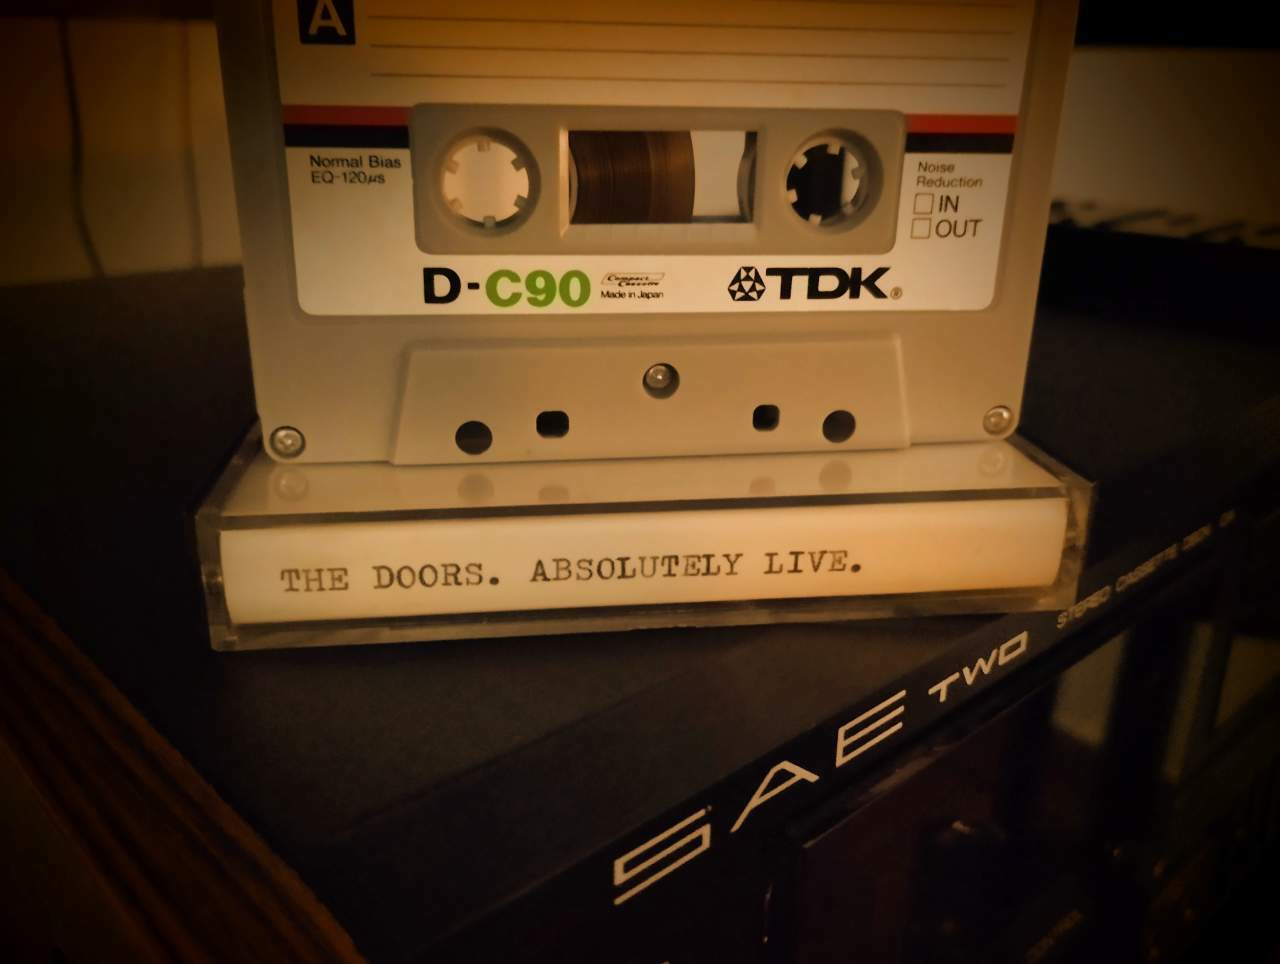 A
Normal Bias
EQ-120µs
Noise
Reduction
IN
OUT
D-C90
Compact
Cassette
Made in Japan
TDK®
THE DOORS. ABSOLUTELY LIVE.
SAE TWO STEREO CASSETTE DECK